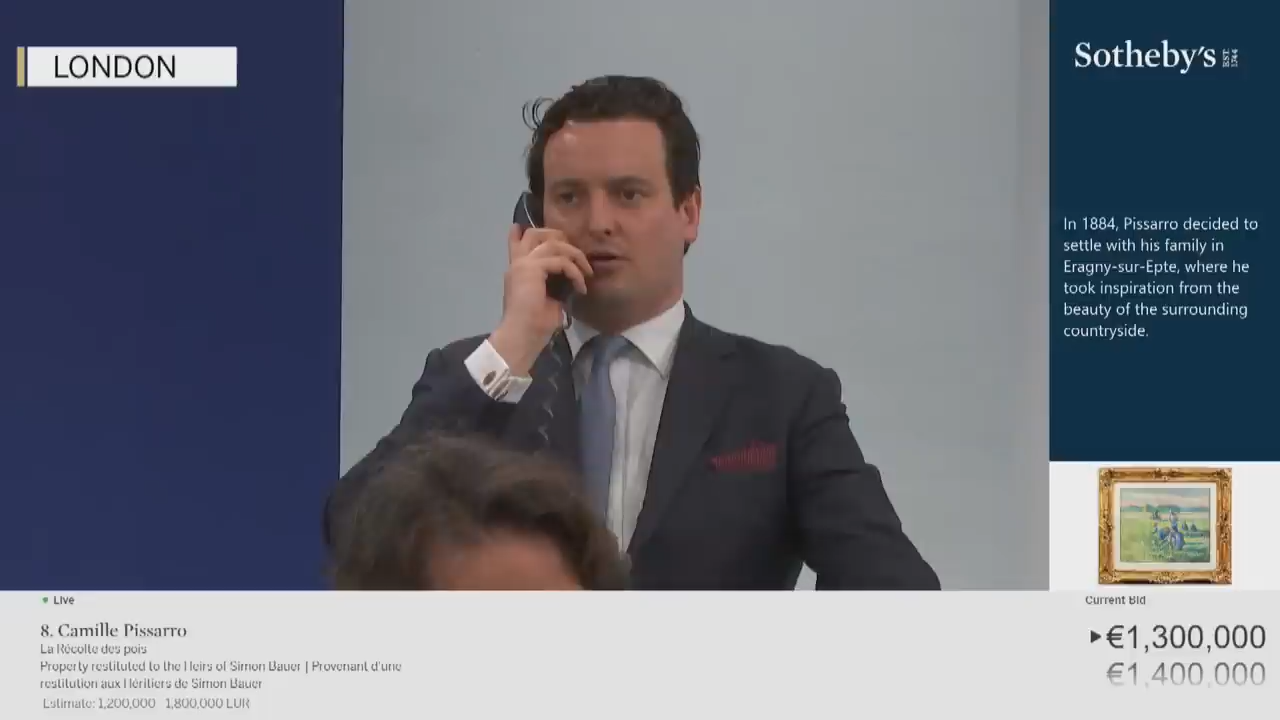 LONDON
Sotheby's EST. 1744
In 1884, Pissarro decided to
settle with his family in
Eragny-sur-Epte, where he
took inspiration from the
beauty of the surrounding
countryside.
Live
8. Camille Pissarro
La Récolte des pois
Property restituted to the Heirs of Simon Bauer | Provenant d'une
restitution aux Héritiers de Simon Bauer
Estimate: 1,200,000 1,800,000 EUR
Current Bid
€1,300,000
€1,400,000